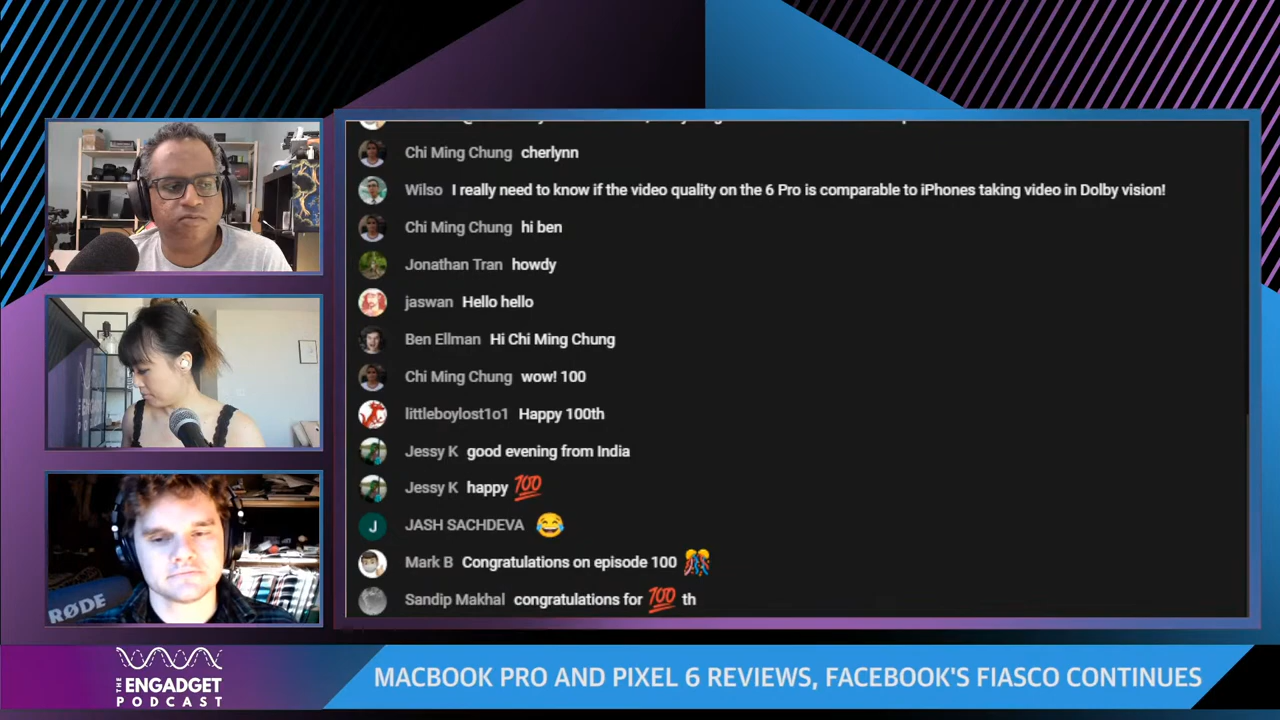 Chi Ming Chung cherlynn
Wilso I really need to know if the video quality on the 6 Pro is comparable to iPhones taking video in Dolby vision!
Chi Ming Chung hi ben
Jonathan Tran howdy
jaswan Hello hello
Ben Ellman Hi Chi Ming Chung
Chi Ming Chung wow! 100
littleboylost1o1 Happy 100th
Jessy K good evening from India
Jessy K happy 💯
J JASH SACHDEVA 😂
Mark B Congratulations on episode 100 🎊
Sandip Makhal congratulations for 💯 th
RØDE
THE ENGADGET
PODCAST
MACBOOK PRO AND PIXEL 6 REVIEWS, FACEBOOK'S FIASCO CONTINUES